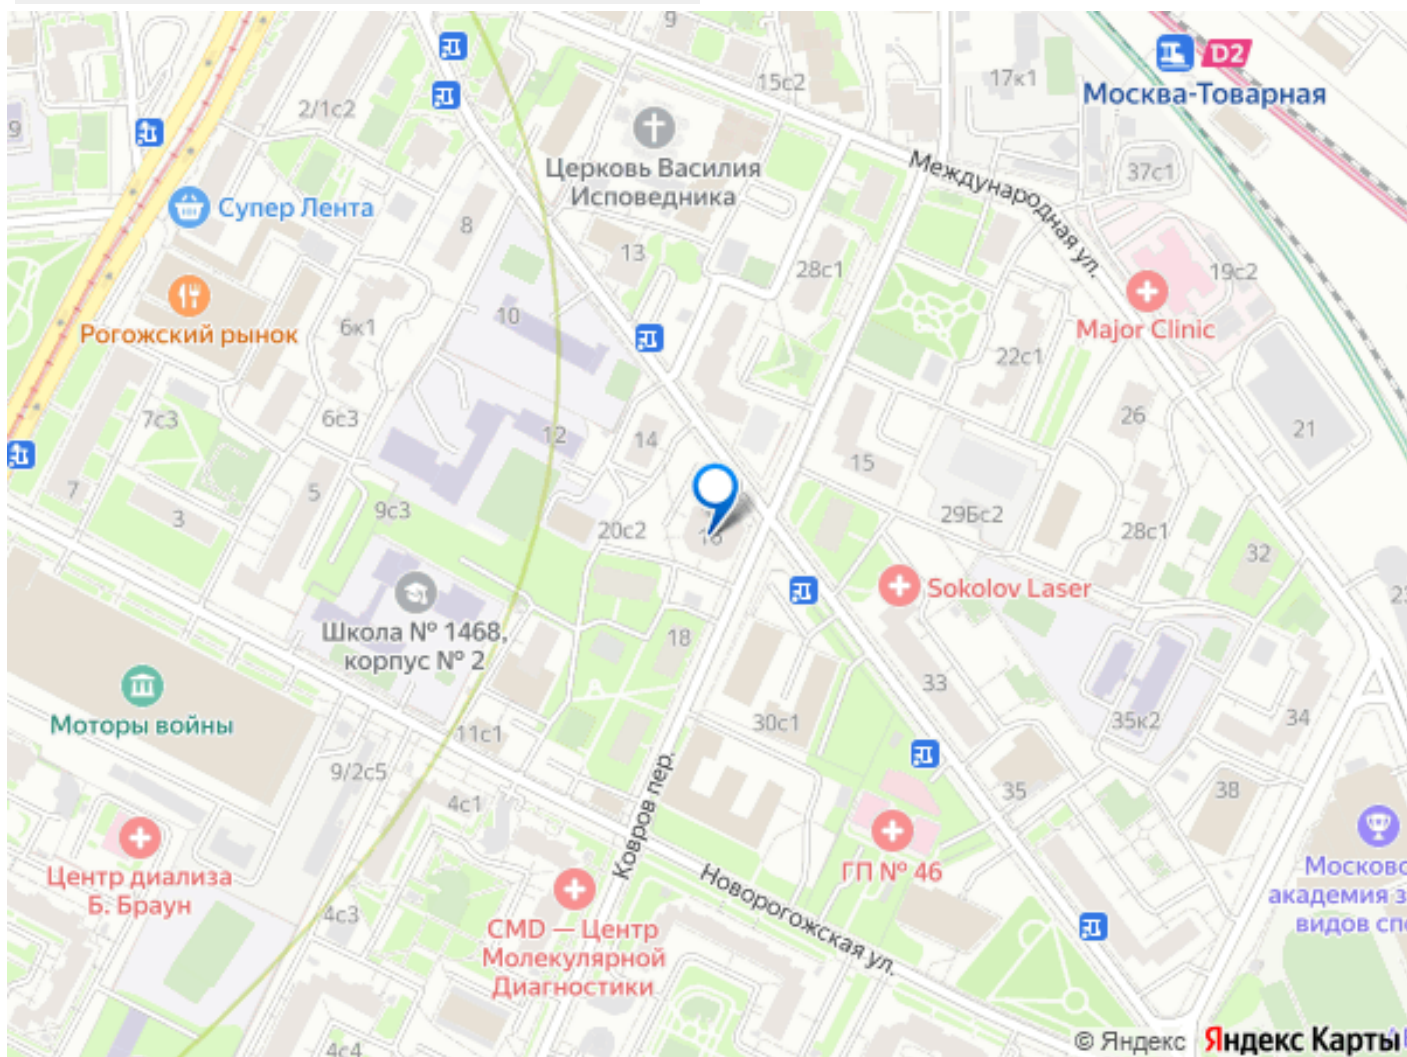 9
15с2
17к1
D2
Москва-Товарная
2/1с2
9
Церковь Василия
Исповедника
Международная ул.
37с1
Супер Лента
8
13
28с1
19с2
Рогожский рынок
6к1
10
Major Clinic
22с1
7с3
6с3
12
14
15
26
21
7
3
5
9с3
20с2
16
29Бс2
28с1
32
Sokolov Laser
Школа № 1468,
корпус № 2
18
33
Моторы войны
11с1
30с1
35к2
34
9/2с5
4с1
Ковров пер.
35
38
Центр диализа
Б. Браун
ГП № 46
Новорогожская ул.
4с3
CMD — Центр
Молекулярной
Диагностики
4с4
© Яндекс
Яндекс Карты